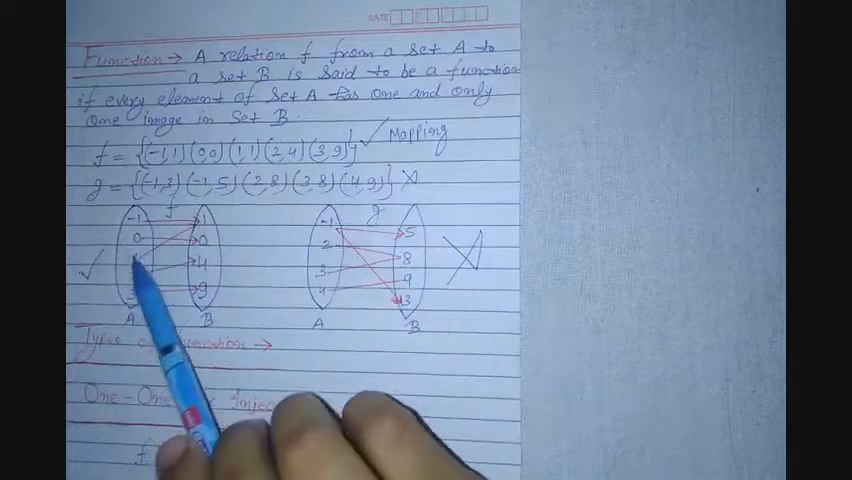 DATE
Function → A relation f from a set A to
a set B is said to be a function
if every element of set A has one and only
one image in set B.
f = {(-1,1) (0,0) (1,1) (2,4) (3,9)} ✓ Mapping
g = {(-1,3) (-1,5) (2,8) (3,8) (4,9)} ×
f g
-1 1 -1 5
0 0 2 8
4 3 9
9 4 3
A B A B
Types function →
One-One
f